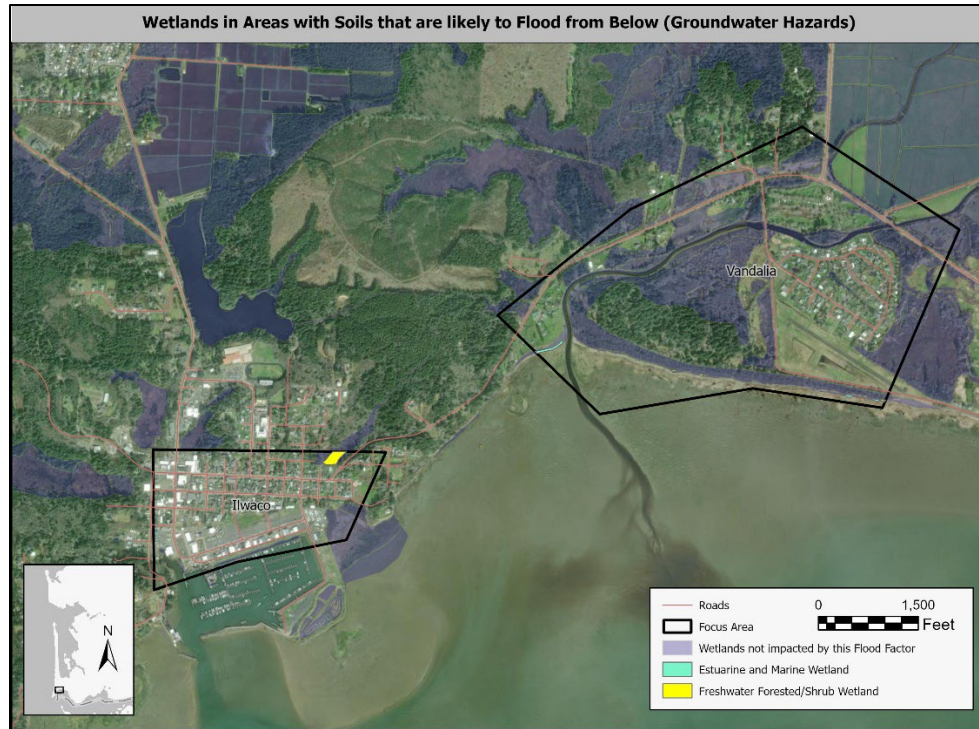 Wetlands in Areas with Soils that are likely to Flood from Below (Groundwater Hazards)
Vandalia
Ilwaco
N
Roads
Focus Area
Wetlands not impacted by this Flood Factor
Estuarine and Marine Wetland
Freshwater Forested/Shrub Wetland
0 1,500
Feet